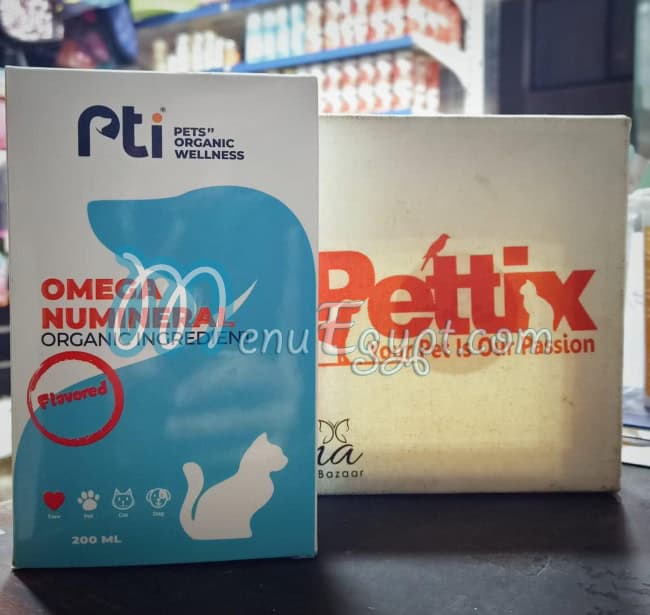 Pti®
PETS”
ORGANIC
WELLNESS
OMEGA
NUMINERAL
ORGANIC INGREDIENT
Flavored
Care
Pet
Cat
Dog
200 ML
Pettix
Your Pet Is Our Passion
Bazaar
MenuEgypt.com